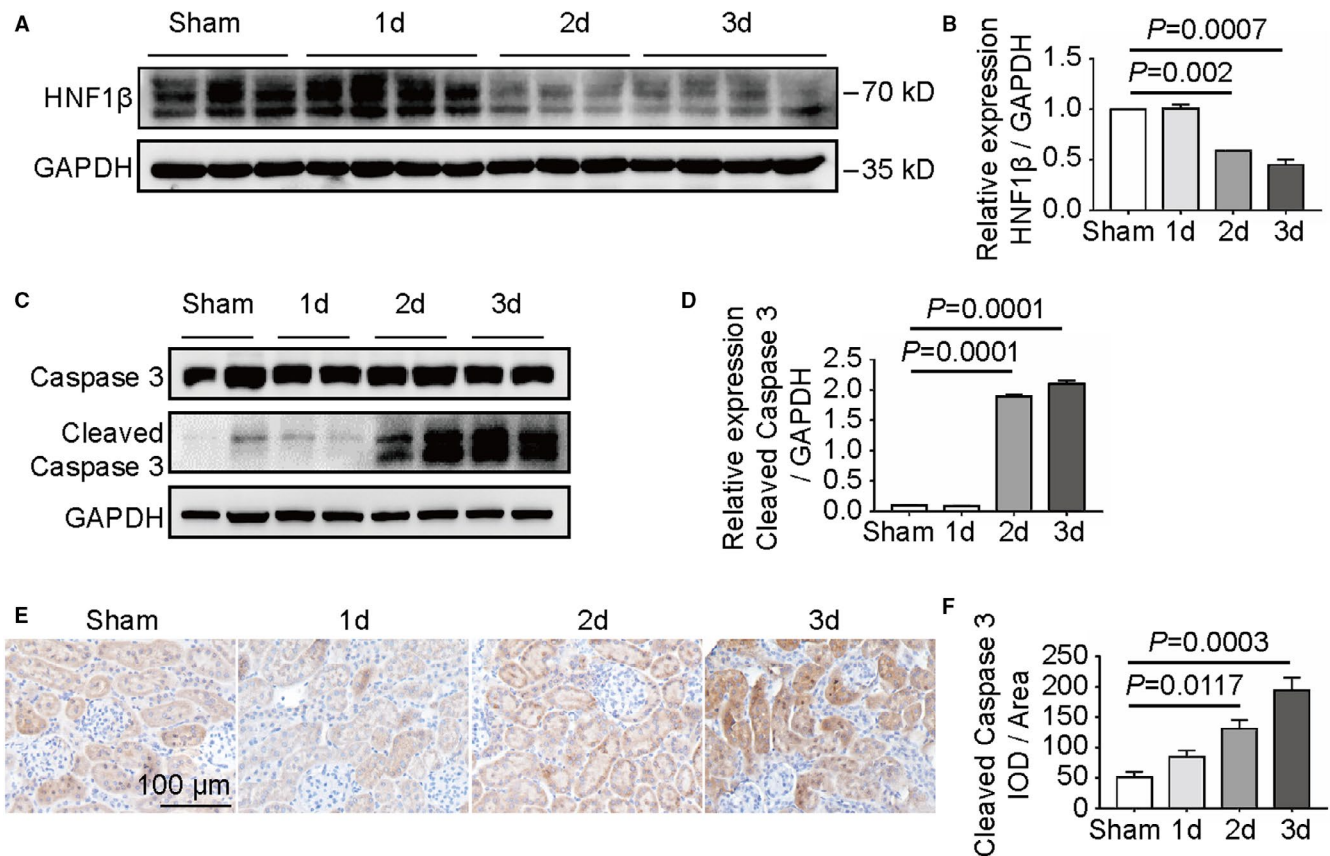 A
Sham 1d 2d 3d
HNF1β
–70 kD
GAPDH
–35 kD
B
P=0.0007
P=0.002
Relative expression
HNF1β / GAPDH
1.5
1.0
0.5
0.0
Sham 1d 2d 3d
C
Sham 1d 2d 3d
Caspase 3
Cleaved
Caspase 3
GAPDH
D
P=0.0001
P=0.0001
Relative expression
Cleaved Caspase 3
/ GAPDH
2.5
2.0
1.5
1.0
0.5
0.0
Sham 1d 2d 3d
E
Sham 1d 2d 3d
100 μm
F
P=0.0003
P=0.0117
Cleaved Caspase 3
IOD / Area
250
200
150
100
50
0
Sham 1d 2d 3d